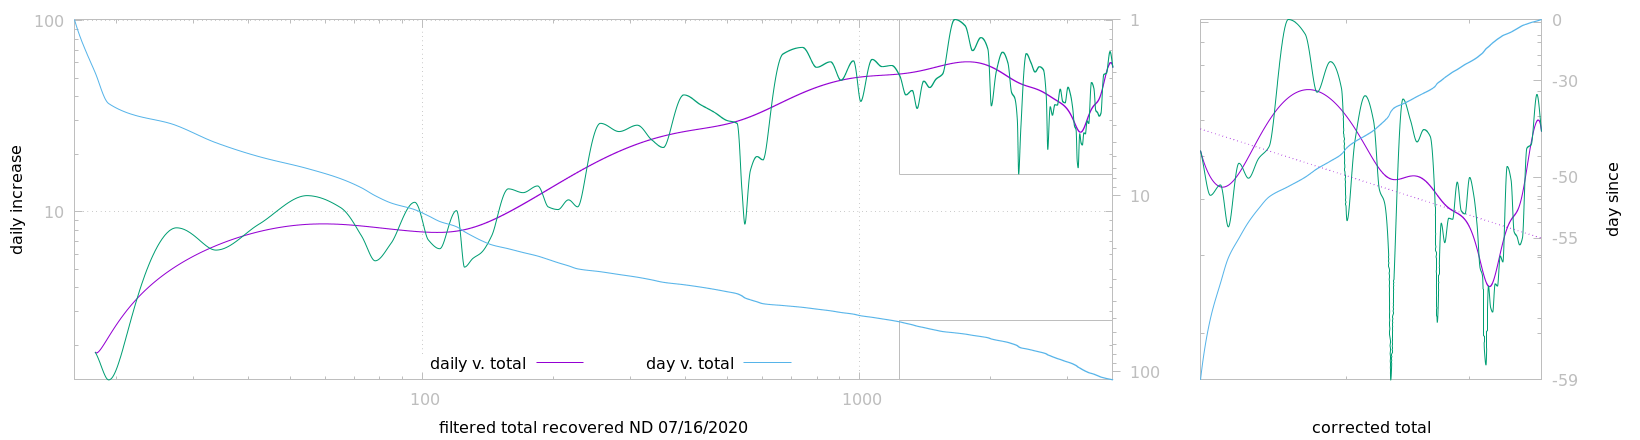 100
10
daily increase
daily v. total
day v. total
100
1000
filtered total recovered ND 07/16/2020
1
10
100
0
-30
-50
-55
-59
day since
corrected total